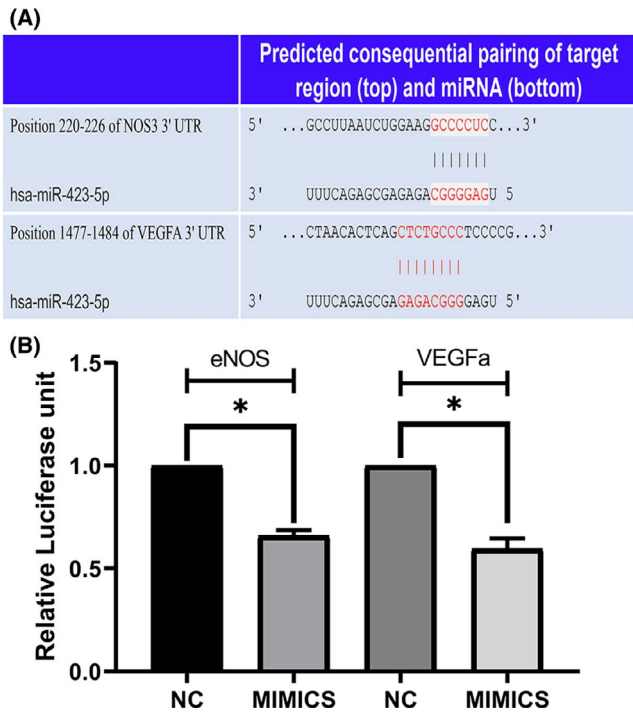 (A)
Predicted consequential pairing of target
region (top) and miRNA (bottom)
Position 220-226 of NOS3 3' UTR 5' ...GCCUUAAUCUGGAAGGCCCCUCC...3'
hsa-miR-423-5p 3' UUUCAGAGCGAGAGACGGGGAGU 5
Position 1477-1484 of VEGFA 3' UTR 5' ...CTAACACTCAGCTCTGCCCTCCCCG...3'
hsa-miR-423-5p 3' UUUCAGAGCGAGAGACGGGGAGU 5'
(B)
Relative Luciferase unit
1.5
1.0
0.5
0.0
eNOS VEGFa
* *
NC MIMICS NC MIMICS